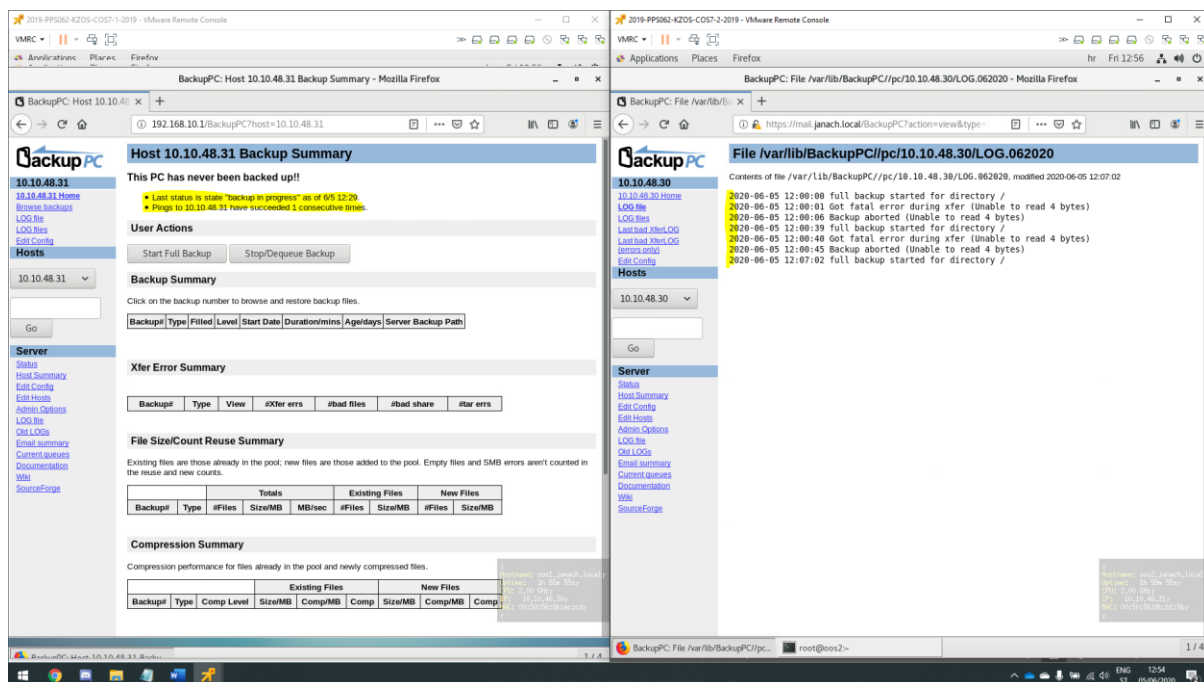 2019-PPS062-KZOS-COS7-1-2019 - VMware Remote Console
VMRC
Applications Places Firefox
BackupPC: Host 10.10.48.31 Backup Summary - Mozilla Firefox
BackupPC: Host 10.10.48
192.168.10.1/BackupPC?host=10.10.48.31
BackupPC
10.10.48.31
10.10.48.31 Home
Browse backups
LOG file
LOG files
Edit Config
Hosts
10.10.48.31
Go
Server
Status
Host Summary
Edit Config
Edit Hosts
Admin Options
LOG file
Old LOGs
Email summary
Current queues
Documentation
Wiki
SourceForge
Host 10.10.48.31 Backup Summary
This PC has never been backed up!!
Last status is state "backup in progress" as of 6/5 12:29.
Pings to 10.10.48.31 have succeeded 1 consecutive times.
User Actions
Start Full Backup Stop/Dequeue Backup
Backup Summary
Click on the backup number to browse and restore backup files.
Backup# Type Filled Level Start Date Duration/mins Age/days Server Backup Path
Xfer Error Summary
Backup# Type View #Xfer errs #bad files #bad share #tar errs
File Size/Count Reuse Summary
Existing files are those already in the pool; new files are those added to the pool. Empty files and SMB errors aren't counted in
the reuse and new counts.
Totals Existing Files New Files
Backup# Type #Files Size/MB MB/sec #Files Size/MB #Files Size/MB
Compression Summary
Compression performance for files already in the pool and newly compressed files.
Existing Files New Files
Backup# Type Comp Level Size/MB Comp/MB Comp Size/MB Comp/MB Comp
BackupPC: Host 10.10.48.31 Backu...
1 / 4
2019-PPS062-KZOS-COS7-2-2019 - VMware Remote Console
VMRC
Applications Places Firefox hr Fri 12:56
BackupPC: File /var/lib/BackupPC//pc/10.10.48.30/LOG.062020 - Mozilla Firefox
BackupPC: File /var/lib/Ba
https://mail.janach.local/BackupPC?action=view&type=
BackupPC
10.10.48.30
10.10.48.30 Home
LOG file
LOG files
Last bad XferLOG
Last bad XferLOG
(errors only)
Edit Config
Hosts
10.10.48.30
Go
Server
Status
Host Summary
Edit Config
Edit Hosts
Admin Options
LOG file
Old LOGs
Email summary
Current queues
Documentation
Wiki
SourceForge
File /var/lib/BackupPC//pc/10.10.48.30/LOG.062020
Contents of file /var/lib/BackupPC//pc/10.10.48.30/LOG.062020, modified 2020-06-05 12:07:02
2020-06-05 12:00:00 full backup started for directory /
2020-06-05 12:00:01 Got fatal error during xfer (Unable to read 4 bytes)
2020-06-05 12:00:06 Backup aborted (Unable to read 4 bytes)
2020-06-05 12:00:39 full backup started for directory /
2020-06-05 12:00:40 Got fatal error during xfer (Unable to read 4 bytes)
2020-06-05 12:00:45 Backup aborted (Unable to read 4 bytes)
2020-06-05 12:07:02 full backup started for directory /
BackupPC: File /var/lib/BackupPC//pc... root@oos2:~
1 / 4
ENG 12:54
05/06/2020